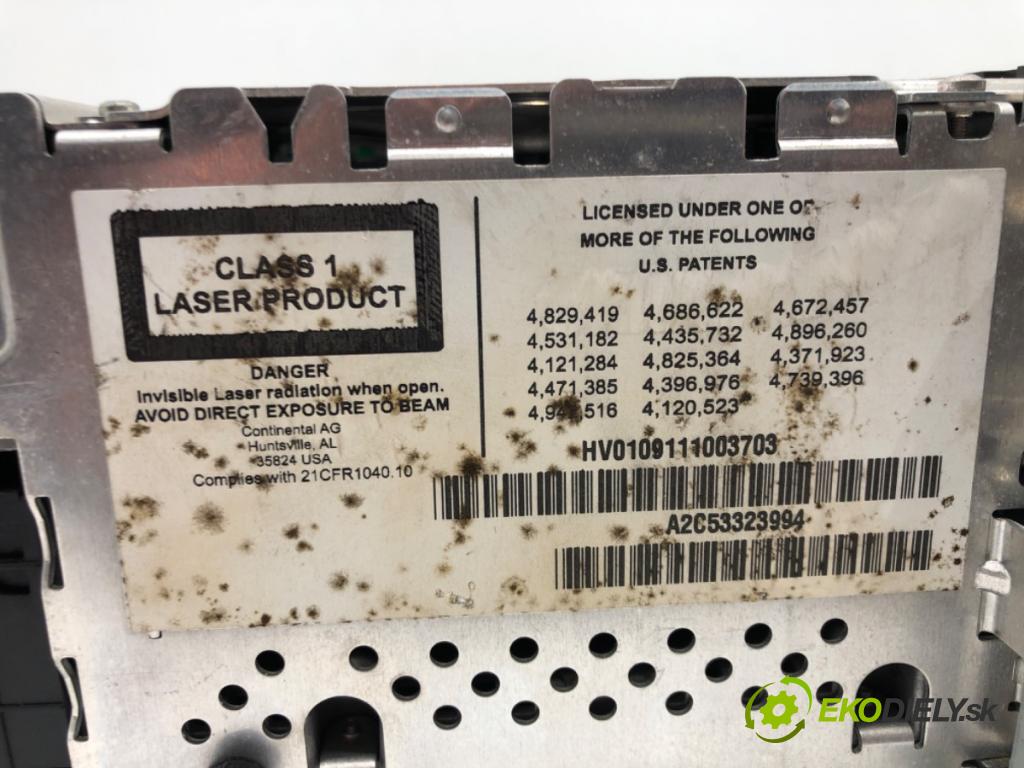 CLASS 1
LASER PRODUCT
DANGER
Invisible Laser radiation when open.
AVOID DIRECT EXPOSURE TO BEAM
Continental AG
Huntsville, AL
35824 USA
Complies with 21CFR1040.10
LICENSED UNDER ONE OR
MORE OF THE FOLLOWING
U.S. PATENTS
4,829,419 4,686,622 4,672,457
4,531,182 4,435,732 4,896,260
4,121,284 4,825,364 4,371,923
4,471,385 4,396,976 4,739,396
4,120,523
HV0109111003703
A2C53323994
EKODIELY.sk